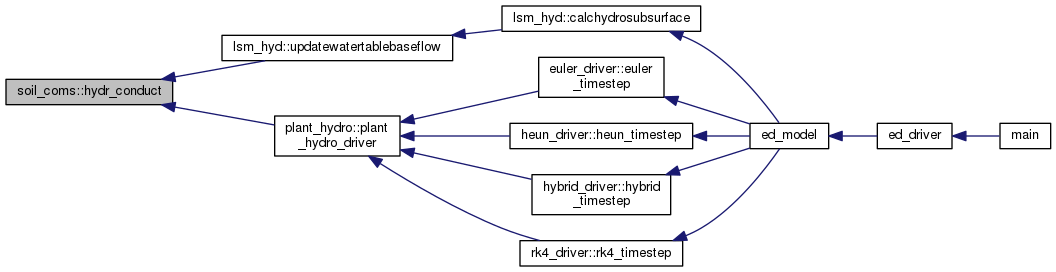 soil_coms::hydr_conduct
lsm_hyd::updatewatertablebaseflow
lsm_hyd::calchydrosubsurface
plant_hydro::plant
_hydro_driver
euler_driver::euler
_timestep
heun_driver::heun_timestep
hybrid_driver::hybrid
_timestep
rk4_driver::rk4_timestep
ed_model
ed_driver
main